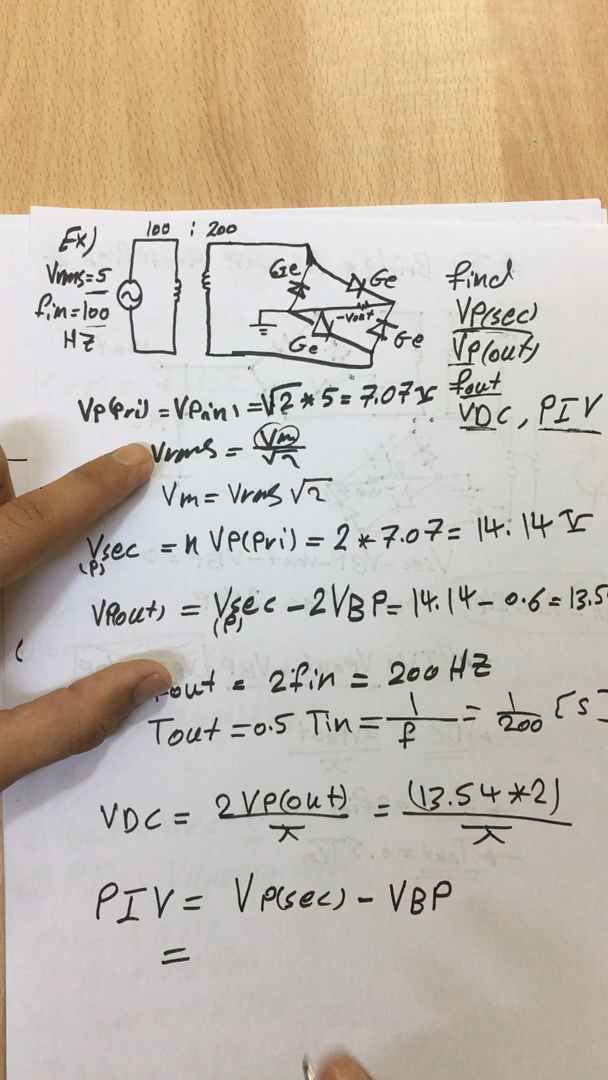 Ex)
100 : 200
Vrms=5
fin=100
HZ
Ge
Ge
Ge
Ge
-Vout+
find
VP(sec)
VP(out)
fout
VDC, PIV
VP(Pri) = VP(in) = √2 * 5 = 7.07 V
Vrms = Vm/√2
Vm = Vrms √2
Vsec(P) = n VP(Pri) = 2 * 7.07 = 14.14 V
VP(out) = Vsec(P) - 2VBP = 14.14 - 0.6 = 13.5
out = 2fin = 200 HZ
Tout = 0.5 Tin = 1/f = 1/200 [S]
VDC = 2VP(out)/π = (13.54*2)/π
PIV = VP(sec) - VBP
=